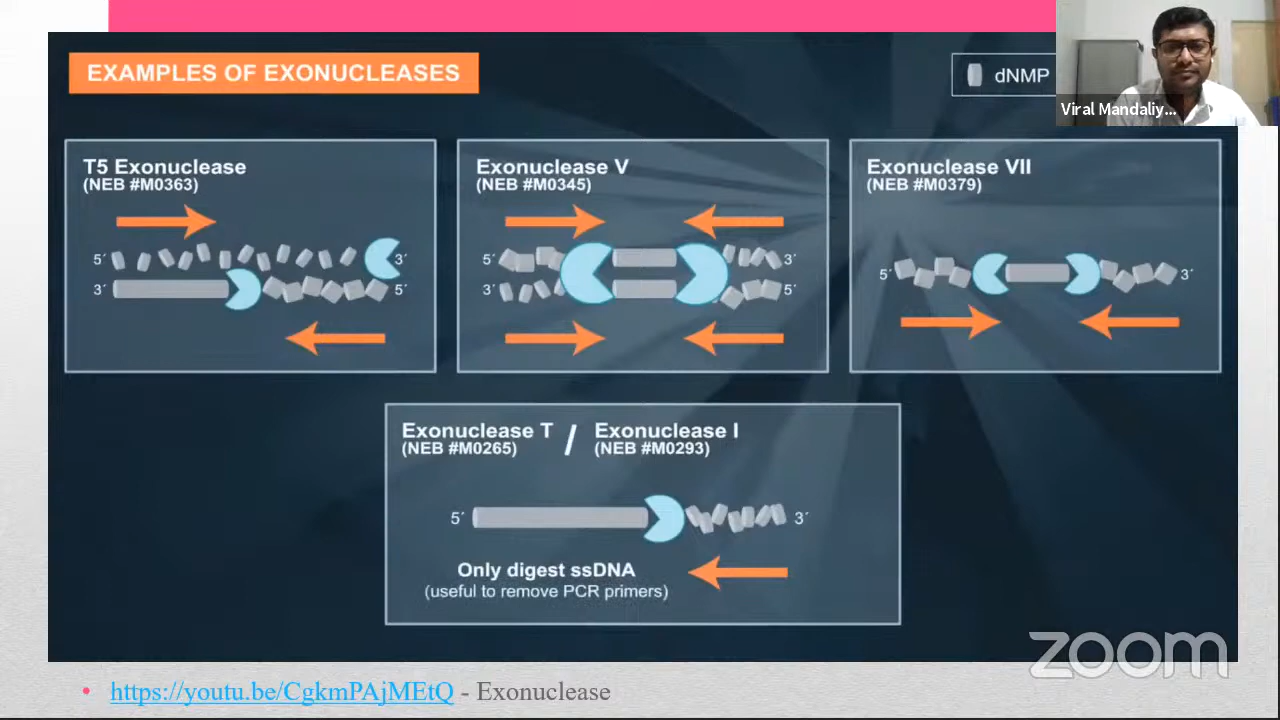 EXAMPLES OF EXONUCLEASES
dNMP
Viral Mandaliy...
T5 Exonuclease
(NEB #M0363)
5´ 3´
3´ 5´
Exonuclease V
(NEB #M0345)
5´ 3´
3´ 5´
Exonuclease VII
(NEB #M0379)
5´ 3´
Exonuclease T / Exonuclease I
(NEB #M0265) (NEB #M0293)
5´ 3´
Only digest ssDNA
(useful to remove PCR primers)
zoom
• https://youtu.be/CgkmPAjMEtQ - Exonuclease